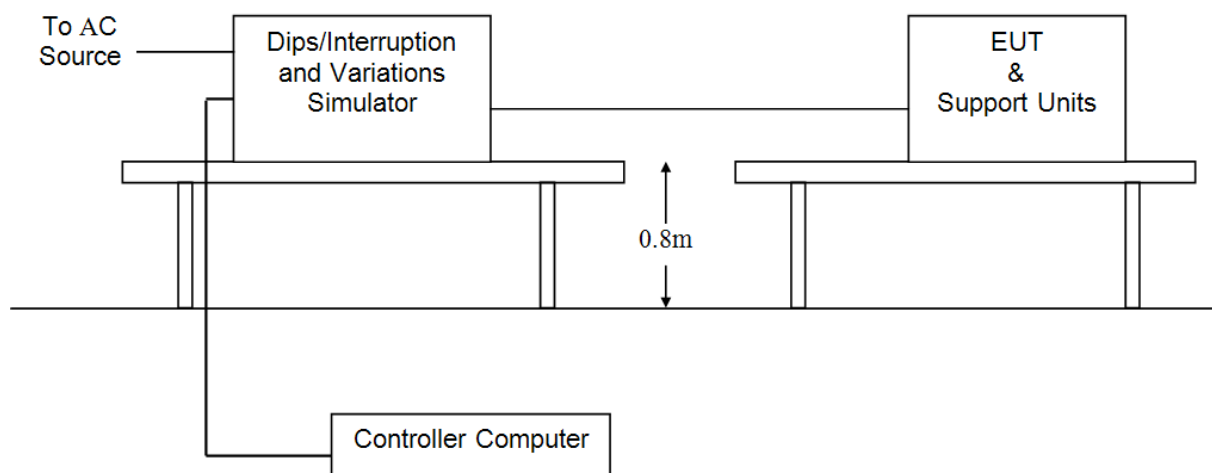 To AC
Source
Dips/Interruption
and Variations
Simulator
EUT
&
Support Units
0.8m
Controller Computer